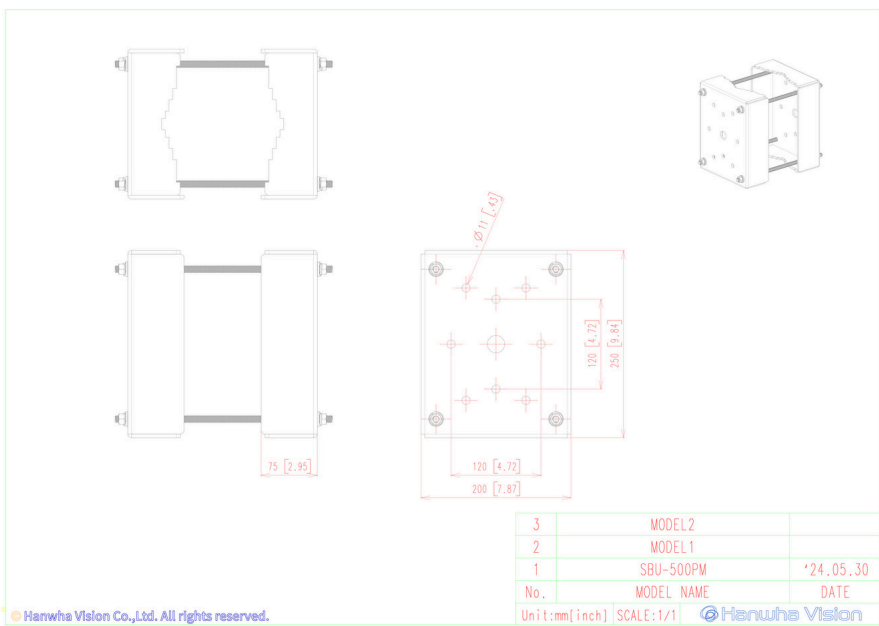 Ø11 [.43]
120 [4.72]
250 [9.84]
75 [2.95]
120 [4.72]
200 [7.87]
3 MODEL2
2 MODEL1
1 SBU-500PM '24.05.30
No. MODEL NAME DATE
Unit:mm[inch] SCALE:1/1 Hanwha Vision
© Hanwha Vision Co.,Ltd. All rights reserved.